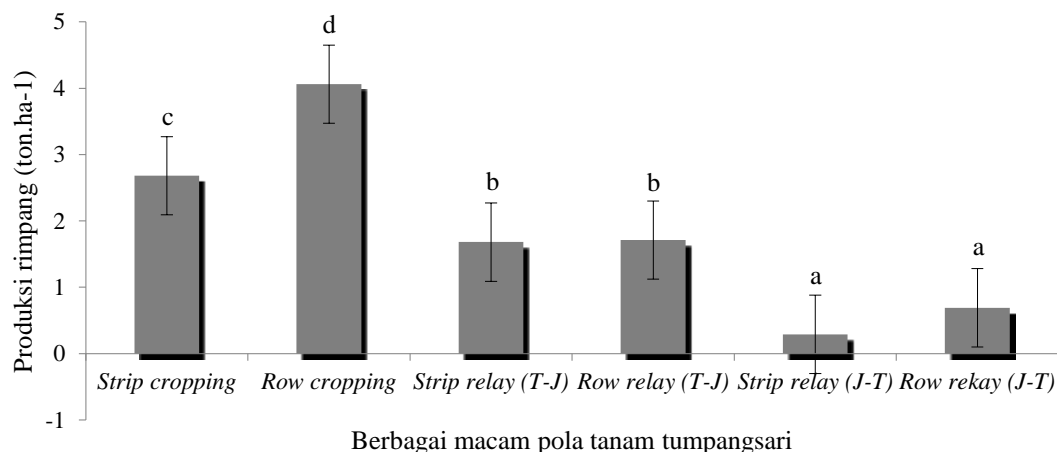 5
4
3
2
1
0
-1
Produksi rimpang (ton.ha-1)
c
d
b
b
a
a
Strip cropping
Row cropping
Strip relay (T-J)
Row relay (T-J)
Strip relay (J-T)
Row rekay (J-T)
Berbagai macam pola tanam tumpangsari